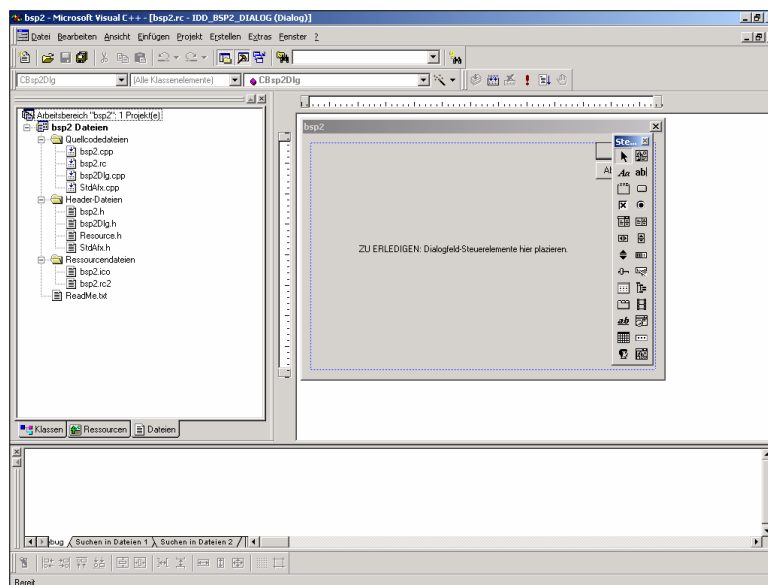 bsp2 - Microsoft Visual C++ - [bsp2.rc - IDD_BSP2_DIALOG (Dialog)]
Datei Bearbeiten Ansicht Einfügen Projekt Erstellen Extras Fenster ?
CBsp2Dlg (Alle Klassenelemente) CBsp2Dlg
Arbeitsbereich "bsp2": 1 Projekt(e)
bsp2 Dateien
Quellcodedateien
bsp2.cpp
bsp2.rc
bsp2Dlg.cpp
StdAfx.cpp
Header-Dateien
bsp2.h
bsp2Dlg.h
Resource.h
StdAfx.h
Ressourcendateien
bsp2.ico
bsp2.rc2
ReadMe.txt
Klassen Ressourcen Dateien
bsp2
Ste...
Aa ab
ZU ERLEDIGEN: Dialogfeld-Steuerelemente hier plazieren.
ab
Suchen in Dateien 1 Suchen in Dateien 2
Bereit